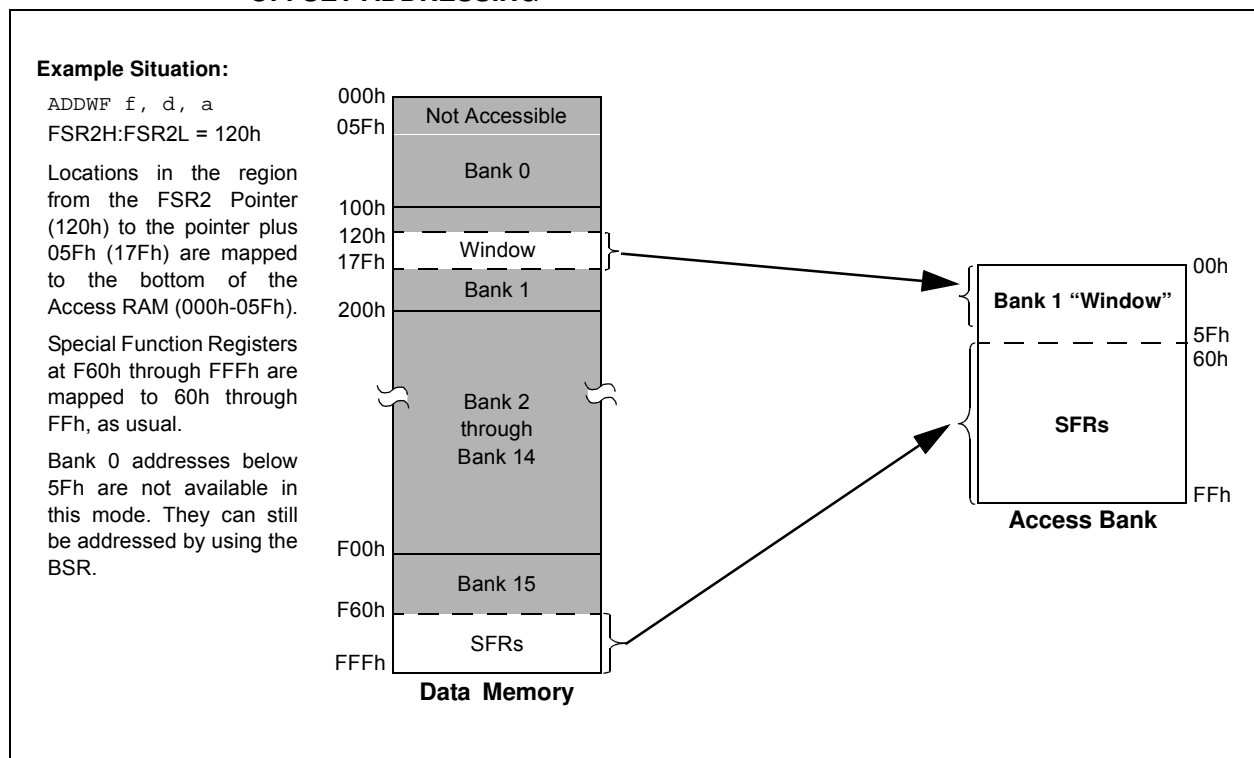 OFFSET ADDRESSING
Example Situation:
ADDWF f, d, a
FSR2H:FSR2L = 120h
Locations in the region
from the FSR2 Pointer
(120h) to the pointer plus
05Fh (17Fh) are mapped
to the bottom of the
Access RAM (000h-05Fh).
Special Function Registers
at F60h through FFFh are
mapped to 60h through
FFh, as usual.
Bank 0 addresses below
5Fh are not available in
this mode. They can still
be addressed by using the
BSR.
000h
Not Accessible
05Fh
Bank 0
100h
120h
Window
17Fh
Bank 1
200h
Bank 2
through
Bank 14
F00h
Bank 15
F60h
SFRs
FFFh
Data Memory
00h
Bank 1 “Window”
5Fh
60h
SFRs
FFh
Access Bank